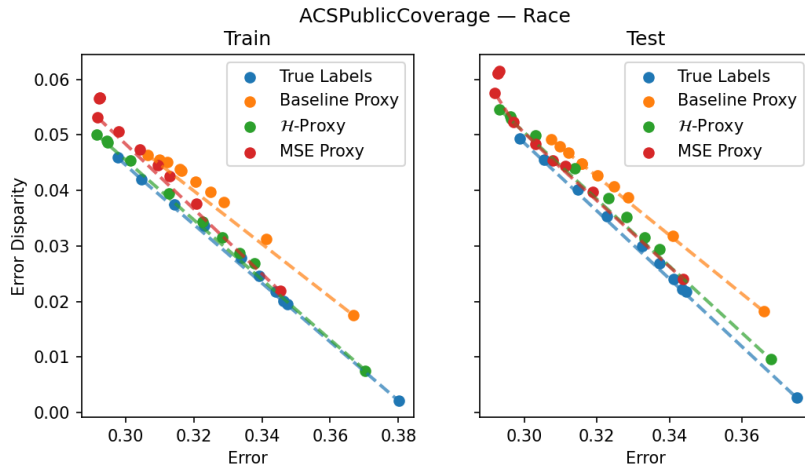 ACSPublicCoverage — Race
Train
Test
True Labels
Baseline Proxy
ℋ-Proxy
MSE Proxy
True Labels
Baseline Proxy
ℋ-Proxy
MSE Proxy
Error Disparity
0.06
0.05
0.04
0.03
0.02
0.01
0.00
0.30 0.32 0.34 0.36 0.38
0.30 0.32 0.34 0.36
Error
Error